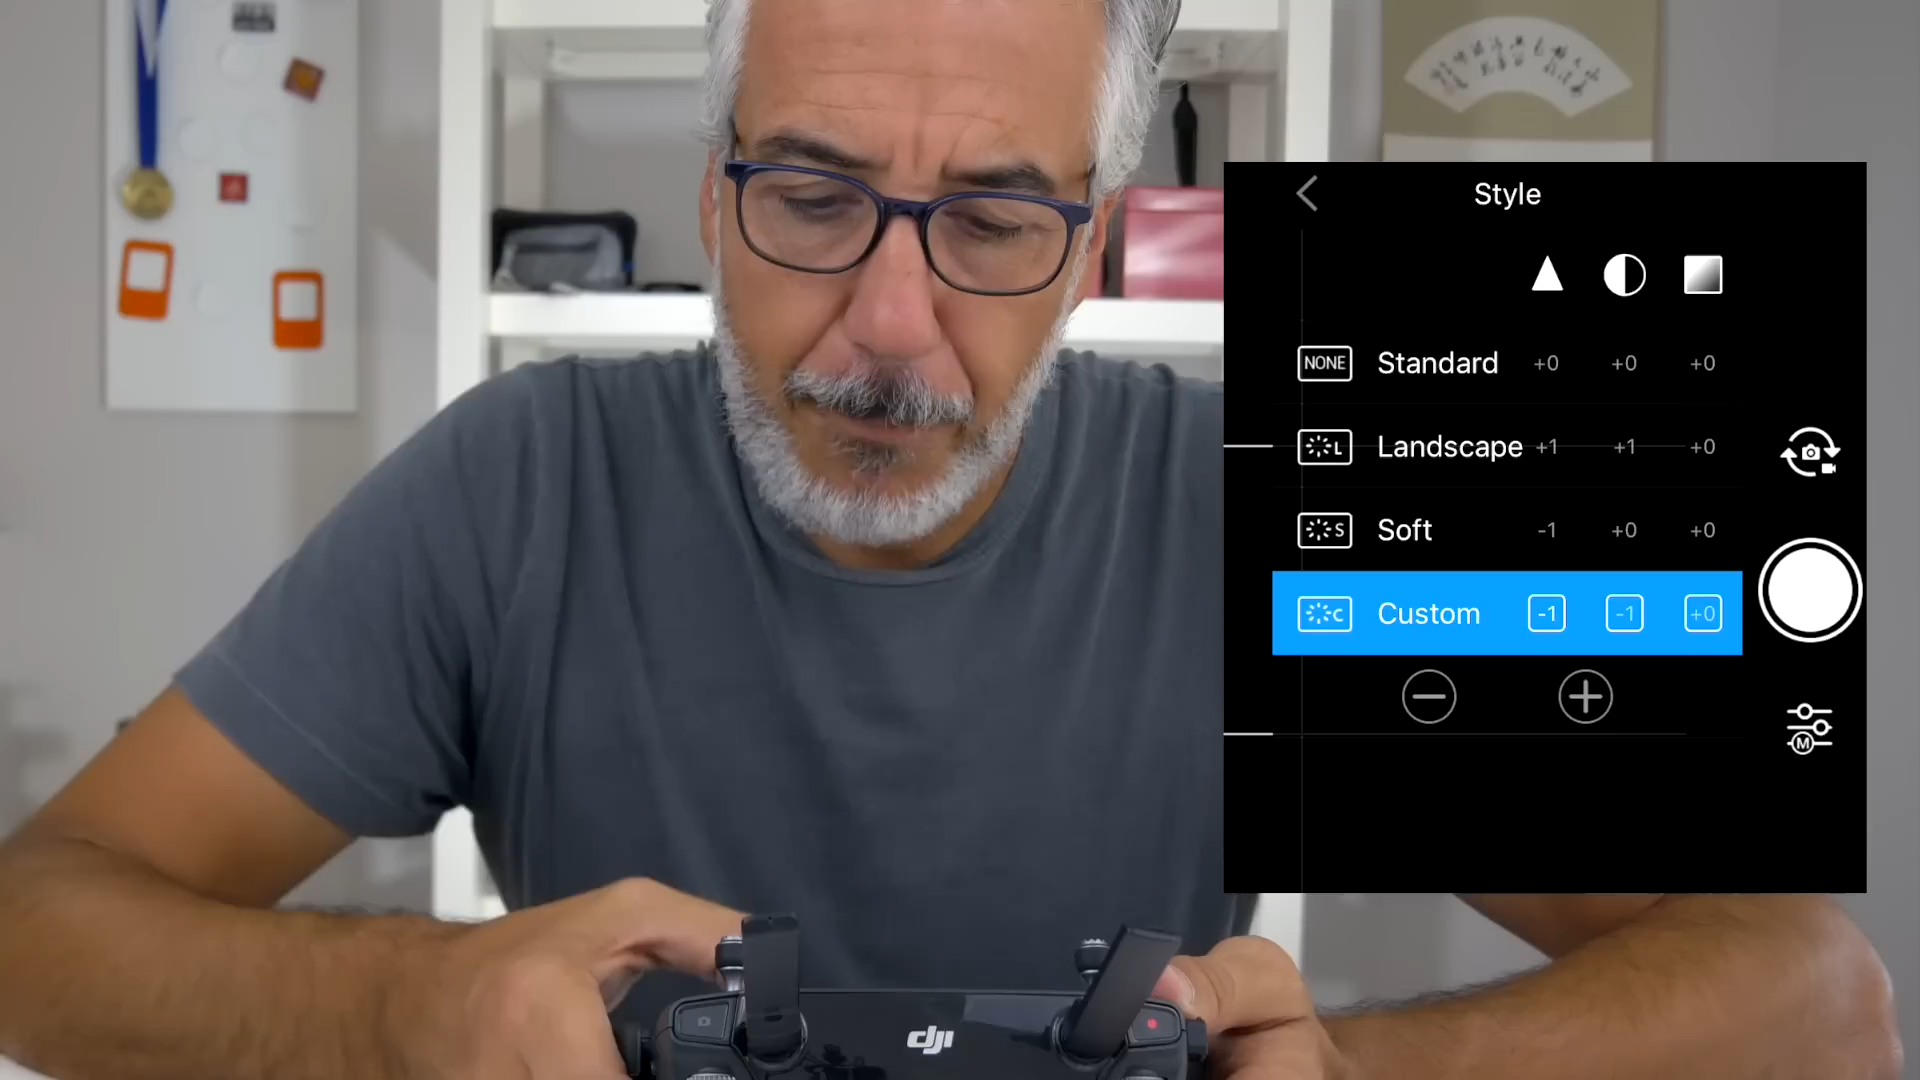 Style
NONE Standard +0 +0 +0
L Landscape +1 +1 +0
S Soft -1 +0 +0
C Custom -1 -1 +0
M
dji